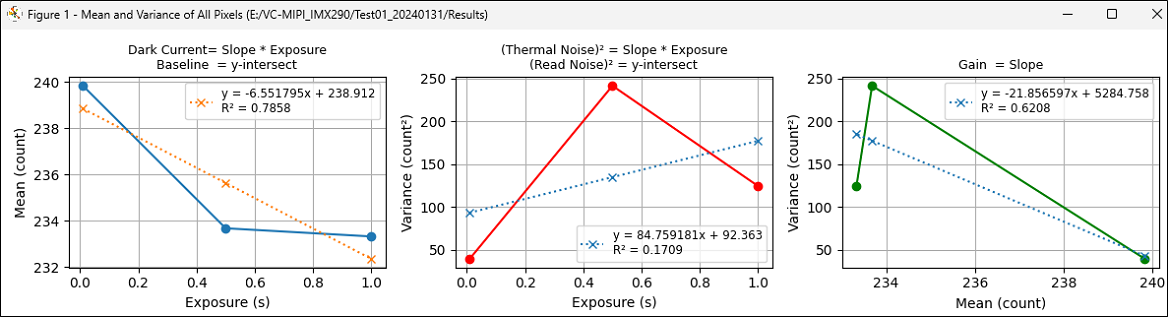 Figure 1 - Mean and Variance of All Pixels (E:/VC-MIPI_IMX290/Test01_20240131/Results)
Dark Current= Slope * Exposure
Baseline = y-intersect
240
238
236
234
232
Mean (count)
y = -6.551795x + 238.912
R² = 0.7858
0.0 0.2 0.4 0.6 0.8 1.0
Exposure (s)
(Thermal Noise)² = Slope * Exposure
(Read Noise)² = y-intersect
250
200
150
100
50
Variance (count²)
y = 84.759181x + 92.363
R² = 0.1709
0.0 0.2 0.4 0.6 0.8 1.0
Exposure (s)
Gain = Slope
250
200
150
100
50
Variance (count²)
y = -21.856597x + 5284.758
R² = 0.6208
234 236 238 240
Mean (count)